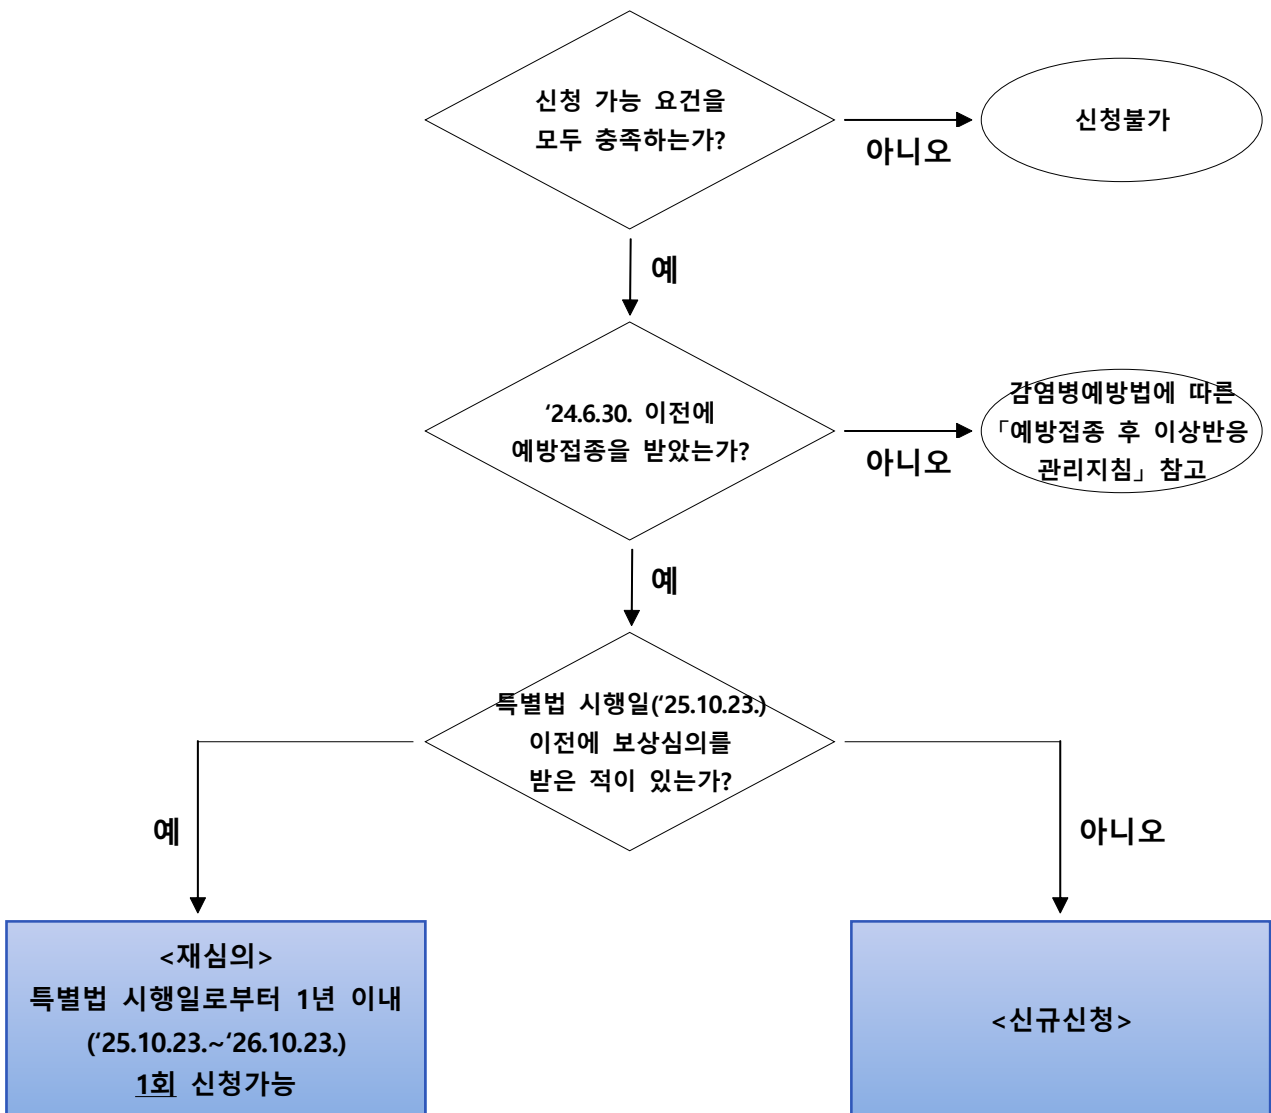 신청 가능 요건을
모두 충족하는가?
아니오
신청불가
예
‘24.6.30. 이전에
예방접종을 받았는가?
아니오
감염병예방법에 따른
「예방접종 후 이상반응
관리지침」 참고
예
특별법 시행일(‘25.10.23.)
이전에 보상심의를
받은 적이 있는가?
예
아니오
<재심의>
특별법 시행일로부터 1년 이내
(‘25.10.23.~‘26.10.23.)
1회 신청가능
<신규신청>